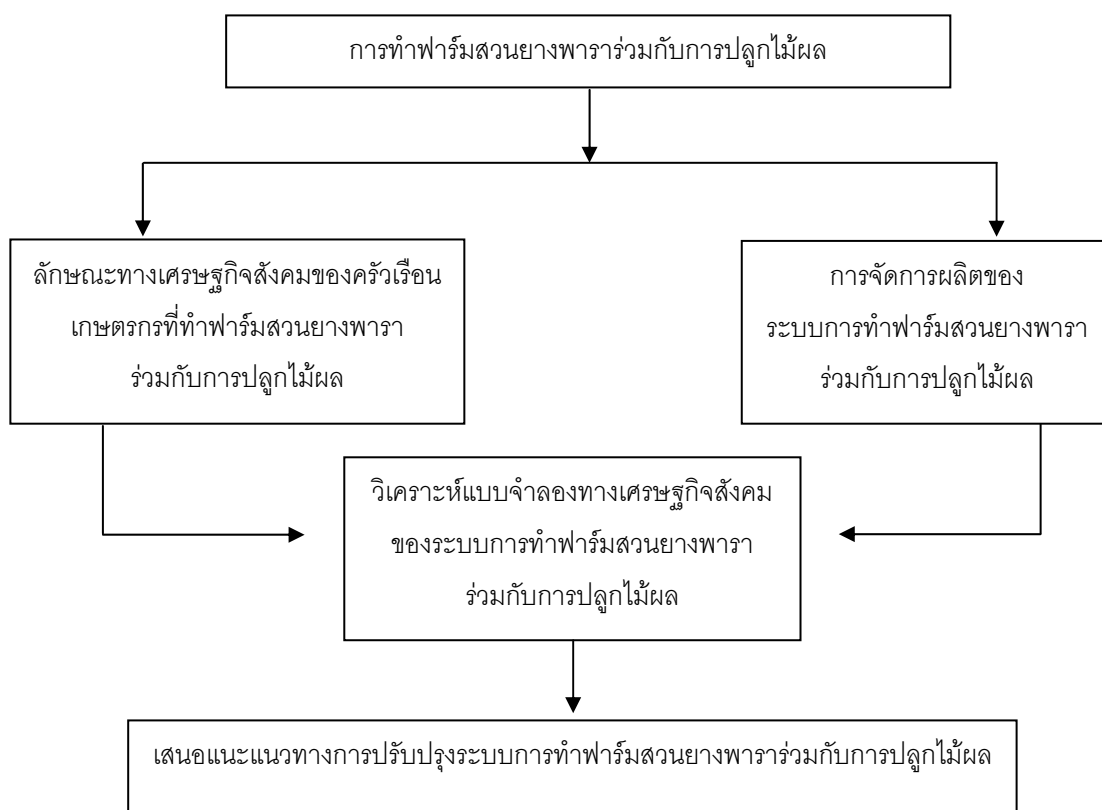 การทำฟาร์มสวนยางพาราร่วมกับการปลูกไม้ผล
ลักษณะทางเศรษฐกิจสังคมของครัวเรือน
เกษตรกรที่ทำฟาร์มสวนยางพารา
ร่วมกับการปลูกไม้ผล
การจัดการผลิตของ
ระบบการทำฟาร์มสวนยางพารา
ร่วมกับการปลูกไม้ผล
วิเคราะห์แบบจำลองทางเศรษฐกิจสังคม
ของระบบการทำฟาร์มสวนยางพารา
ร่วมกับการปลูกไม้ผล
เสนอแนะแนวทางการปรับปรุงระบบการทำฟาร์มสวนยางพาราร่วมกับการปลูกไม้ผล